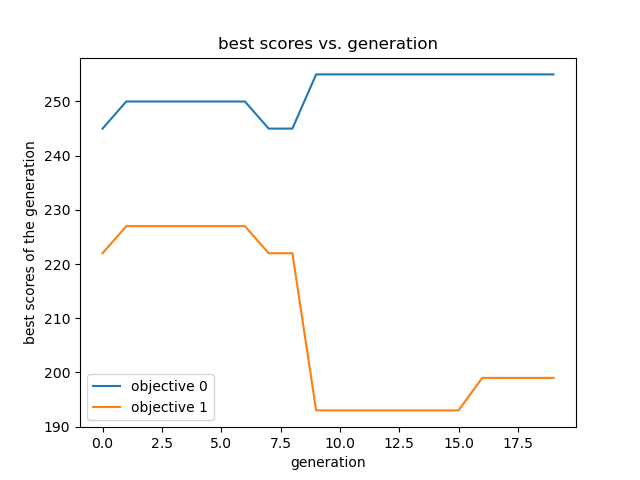 best scores vs. generation
best scores of the generation
250
240
230
220
210
200
190
objective 0
objective 1
0.0 2.5 5.0 7.5 10.0 12.5 15.0 17.5
generation